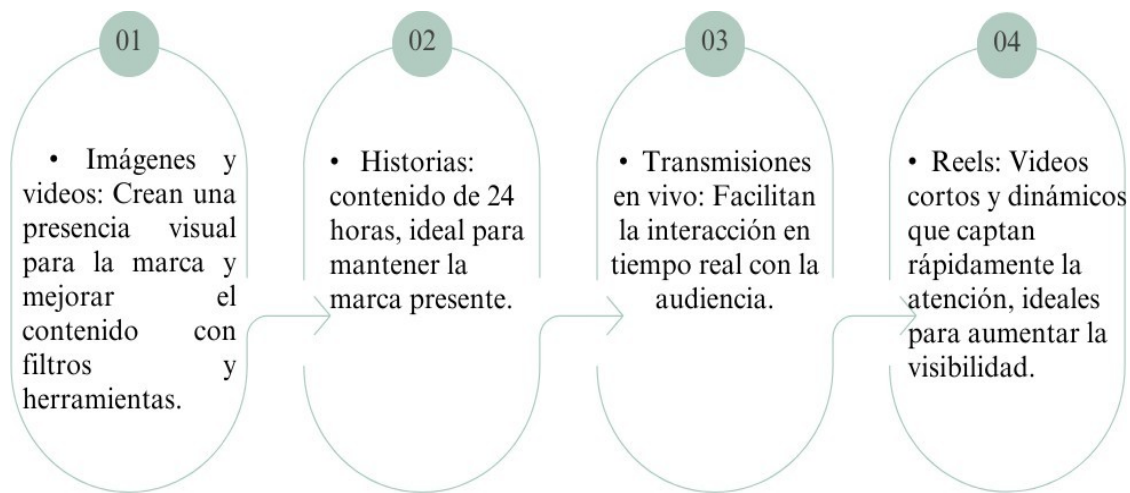 01
• Imágenes y
videos: Crean una
presencia visual
para la marca y
mejorar el
contenido con
filtros y
herramientas.
02
• Historias:
contenido de 24
horas, ideal para
mantener la
marca presente.
03
• Transmisiones
en vivo: Facilitan
la interacción en
tiempo real con la
audiencia.
04
• Reels: Videos
cortos y dinámicos
que captan
rápidamente la
atención, ideales
para aumentar la
visibilidad.